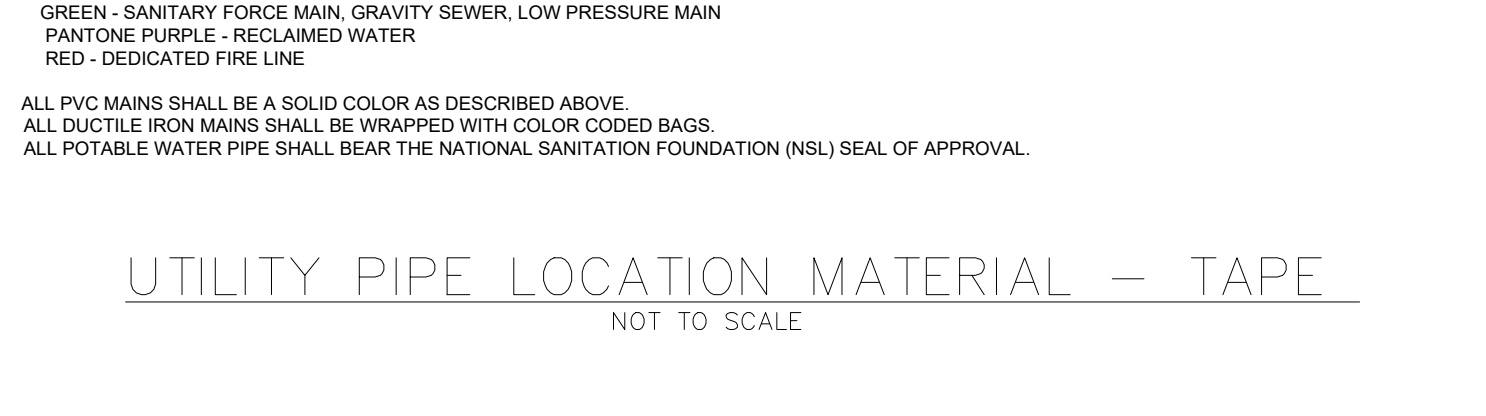 GREEN - SANITARY FORCE MAIN, GRAVITY SEWER, LOW PRESSURE MAIN
PANTONE PURPLE - RECLAIMED WATER
RED - DEDICATED FIRE LINE
ALL PVC MAINS SHALL BE A SOLID COLOR AS DESCRIBED ABOVE.
ALL DUCTILE IRON MAINS SHALL BE WRAPPED WITH COLOR CODED BAGS.
ALL POTABLE WATER PIPE SHALL BEAR THE NATIONAL SANITATION FOUNDATION (NSL) SEAL OF APPROVAL.
UTILITY PIPE LOCATION MATERIAL – TAPE
NOT TO SCALE